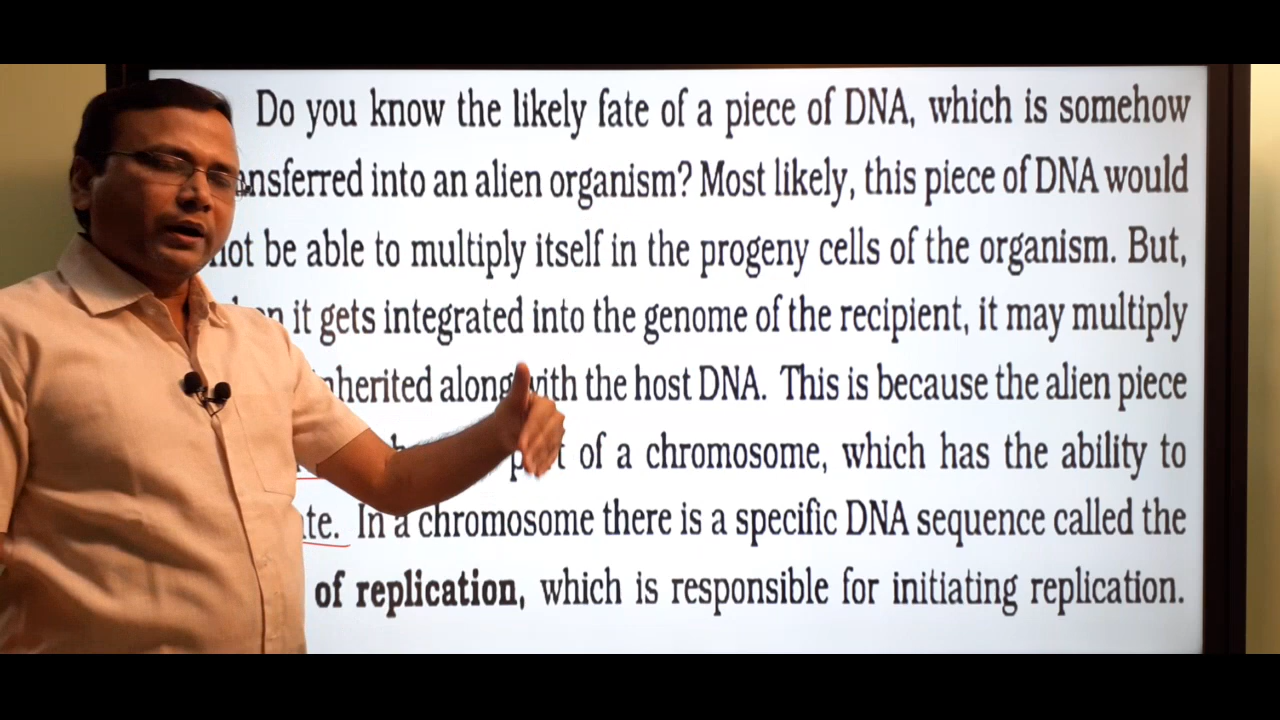 Do you know the likely fate of a piece of DNA, which is somehow
ansferred into an alien organism? Most likely, this piece of DNA would
not be able to multiply itself in the progeny cells of the organism. But,
it gets integrated into the genome of the recipient, it may multiply
nherited along with the host DNA. This is because the alien piece
of a chromosome, which has the ability to
te. In a chromosome there is a specific DNA sequence called the
of replication, which is responsible for initiating replication.